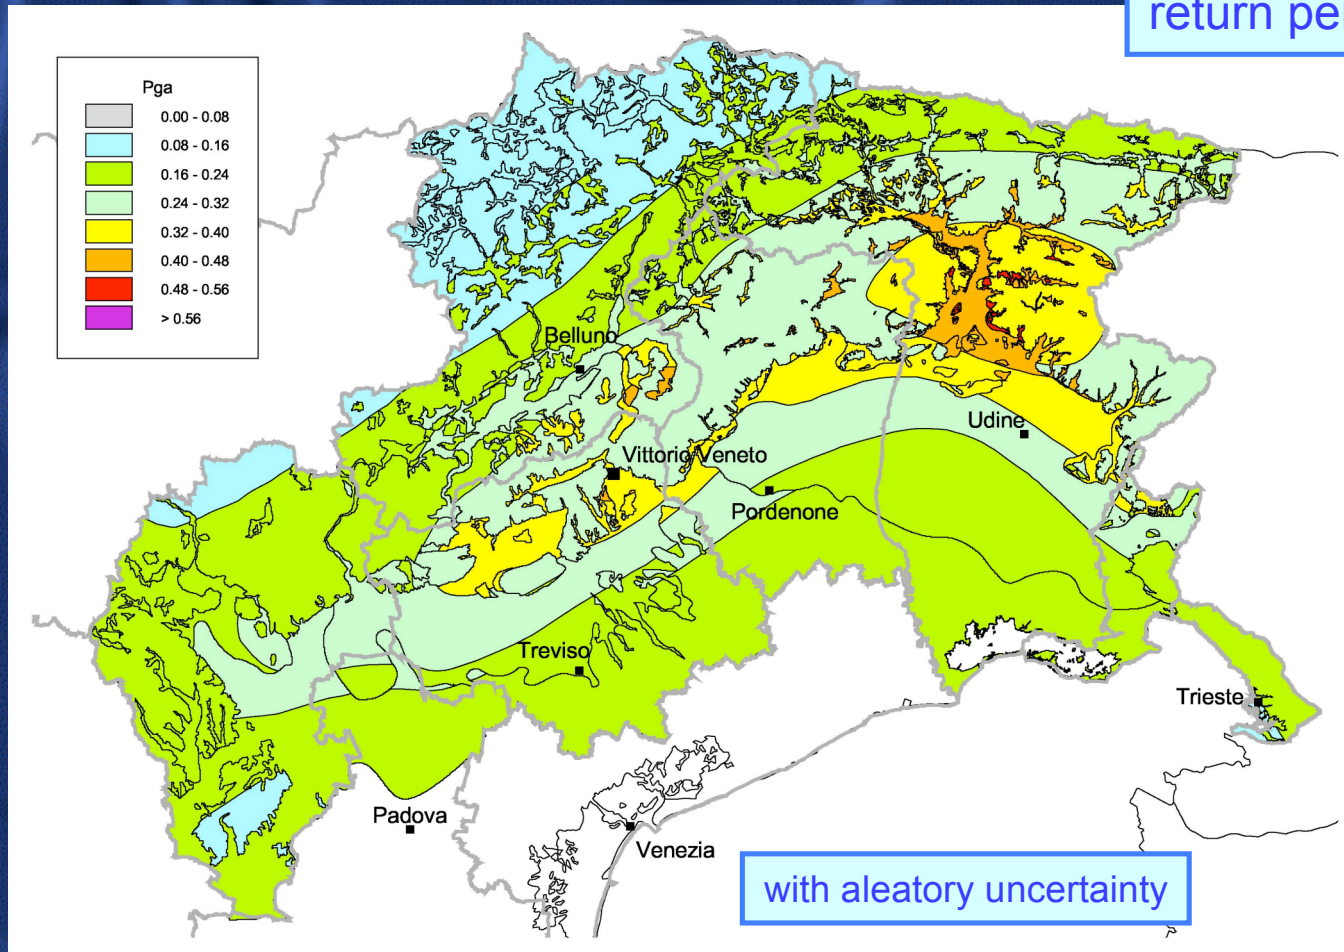 return
Pga
0.00 - 0.08
0.08 - 0.16
0.16 - 0.24
0.24 - 0.32
0.32 - 0.40
0.40 - 0.48
0.48 - 0.56
> 0.56
Belluno
Udine
Vittorio Veneto
Pordenone
Treviso
Trieste
Padova
Venezia
with aleatory uncertainty